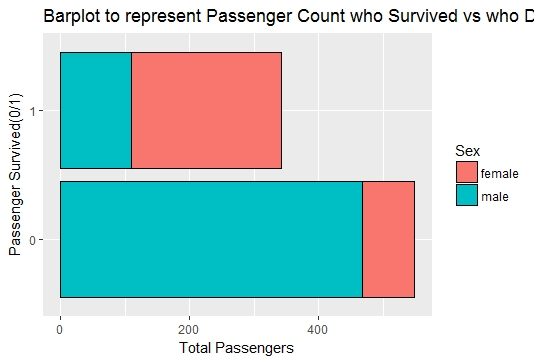 Barplot to represent Passenger Count who Survived vs who D
Passenger Survived(0/1)
1
0
0
200
400
Total Passengers
Sex
female
male